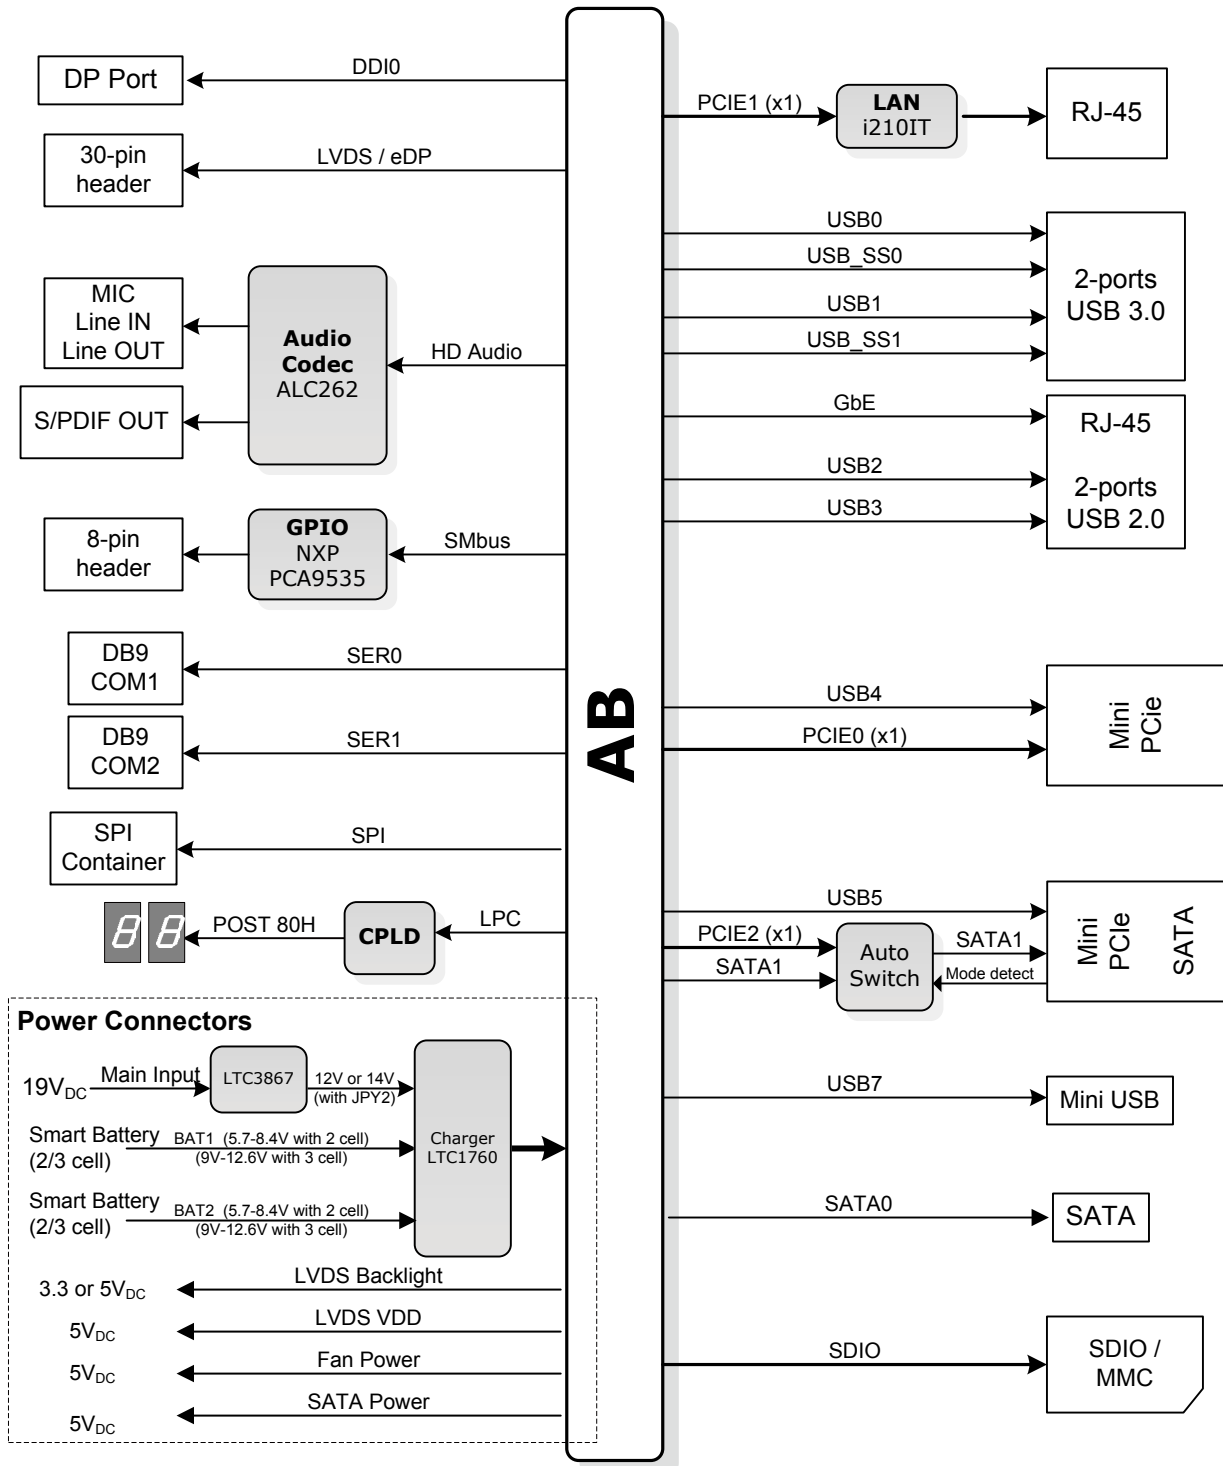 DP Port
DDI0
30-pin
header
LVDS / eDP
MIC
Line IN
Line OUT
S/PDIF OUT
Audio
Codec
ALC262
HD Audio
8-pin
header
GPIO
NXP
PCA9535
SMbus
DB9
COM1
SER0
DB9
COM2
SER1
SPI
Container
SPI
88
POST 80H
CPLD
LPC
Power Connectors
19VDC
Main Input
LTC3867
12V or 14V
(with JPY2)
Smart Battery
(2/3 cell)
BAT1 (5.7-8.4V with 2 cell)
(9V-12.6V with 3 cell)
Charger
LTC1760
Smart Battery
(2/3 cell)
BAT2 (5.7-8.4V with 2 cell)
(9V-12.6V with 3 cell)
3.3 or 5VDC
LVDS Backlight
5VDC
LVDS VDD
5VDC
Fan Power
5VDC
SATA Power
AB
PCIE1 (x1)
LAN
i210IT
RJ-45
USB0
USB_SS0
USB1
USB_SS1
2-ports
USB 3.0
GbE
USB2
USB3
RJ-45
2-ports
USB 2.0
USB4
PCIE0 (x1)
Mini
PCie
USB5
PCIE2 (x1)
SATA1
Auto
Switch
SATA1
Mode detect
Mini
PCIe
SATA
USB7
Mini USB
SATA0
SATA
SDIO
SDIO /
MMC